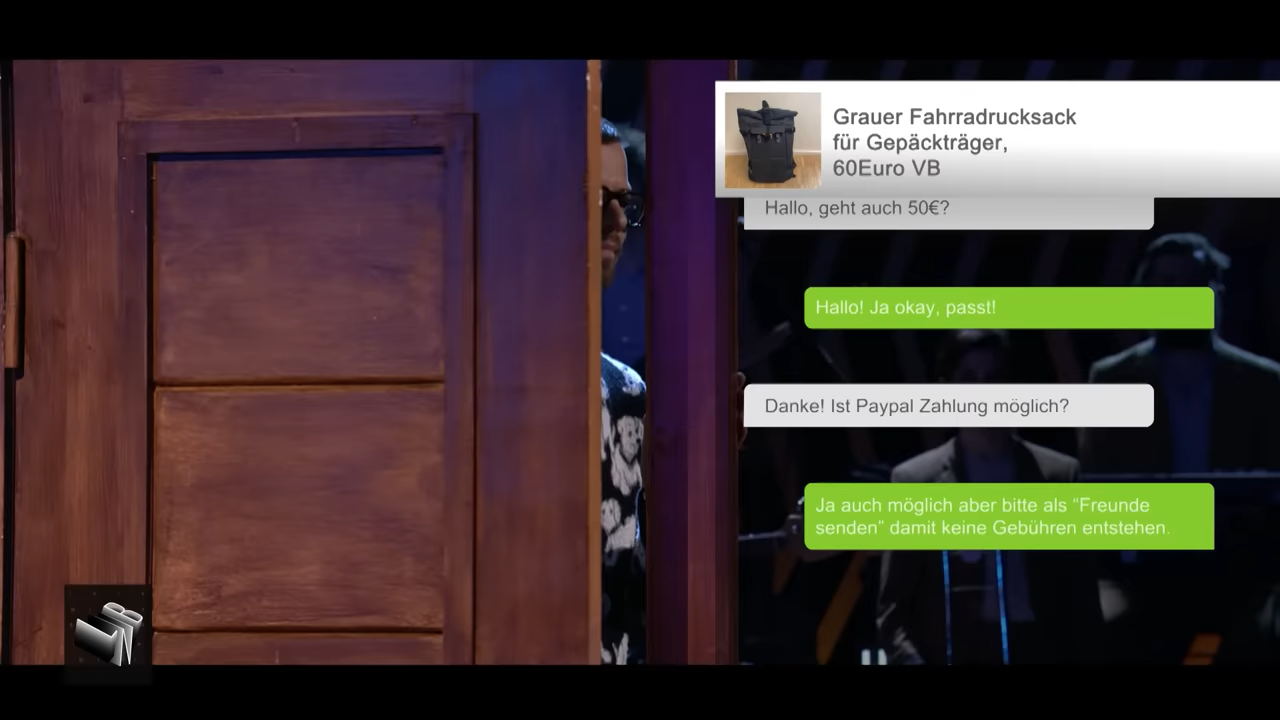 Grauer Fahrradrucksack
für Gepäckträger,
60Euro VB
Hallo, geht auch 50€?
Hallo! Ja okay, passt!
Danke! Ist Paypal Zahlung möglich?
Ja auch möglich aber bitte als "Freunde
senden" damit keine Gebühren entstehen.